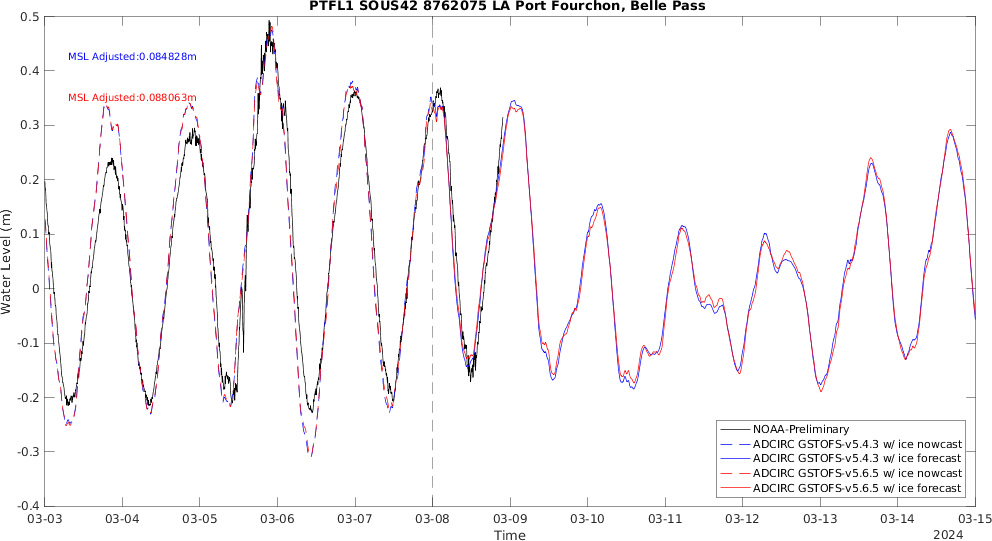 PTFL1 SOUS42 8762075 LA Port Fourchon, Belle Pass
0.5
MSL Adjusted:0.084828m
0.4
MSL Adjusted:0.088063m
0.3
0.2
0.1
0
-0.1
-0.2
-0.3
-0.4
Water Level (m)
NOAA-Preliminary
ADCIRC GSTOFS-v5.4.3 w/ ice nowcast
ADCIRC GSTOFS-v5.4.3 w/ ice forecast
ADCIRC GSTOFS-v5.6.5 w/ ice nowcast
ADCIRC GSTOFS-v5.6.5 w/ ice forecast
03-03 03-04 03-05 03-06 03-07 03-08 03-09 03-10 03-11 03-12 03-13 03-14 03-15
Time
2024